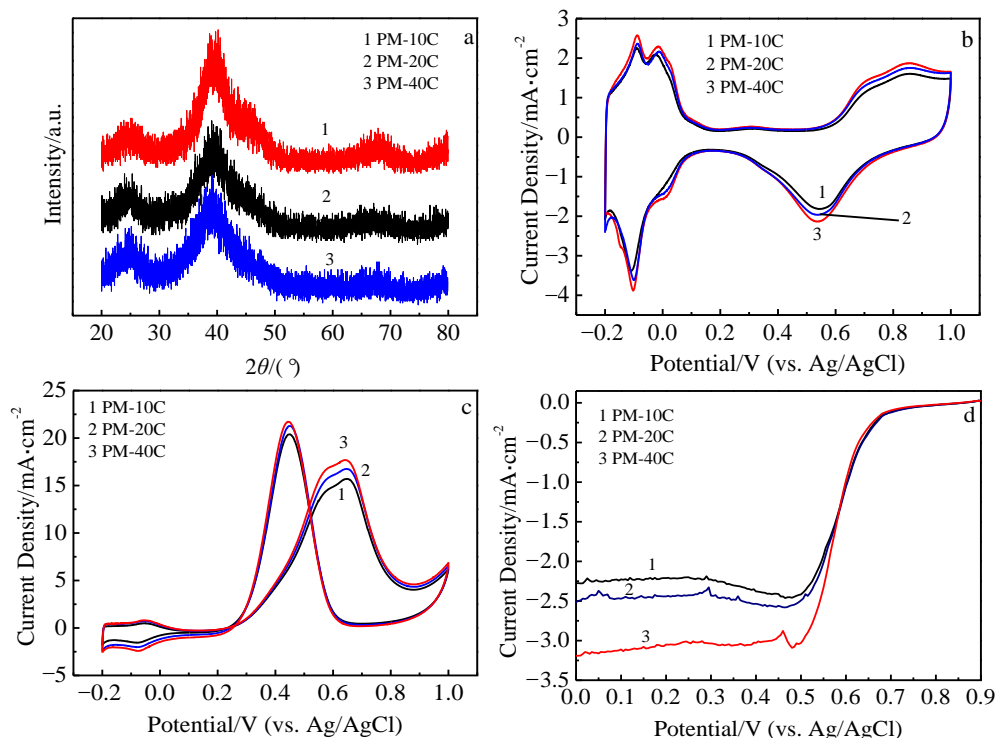 a
1 PM-10C
2 PM-20C
3 PM-40C
1
2
3
Intensity/a.u.
20 30 40 50 60 70 80
2θ/( °)
b
1 PM-10C
2 PM-20C
3 PM-40C
1
2
3
Current Density/mA·cm−2
3
2
1
0
−1
−2
−3
−4
−0.2 0.0 0.2 0.4 0.6 0.8 1.0
Potential/V (vs. Ag/AgCl)
c
1 PM-10C
2 PM-20C
3 PM-40C
3
2
1
Current Density/mA·cm−2
25
20
15
10
5
0
−5
−0.2 0.0 0.2 0.4 0.6 0.8 1.0
Potential/V (vs. Ag/AgCl)
d
1 PM-10C
2 PM-20C
3 PM-40C
1
2
3
Current Density/mA·cm−2
0.0
−0.5
−1.0
−1.5
−2.0
−2.5
−3.0
−3.5
0.0 0.1 0.2 0.3 0.4 0.5 0.6 0.7 0.8 0.9
Potential/V (vs. Ag/AgCl)